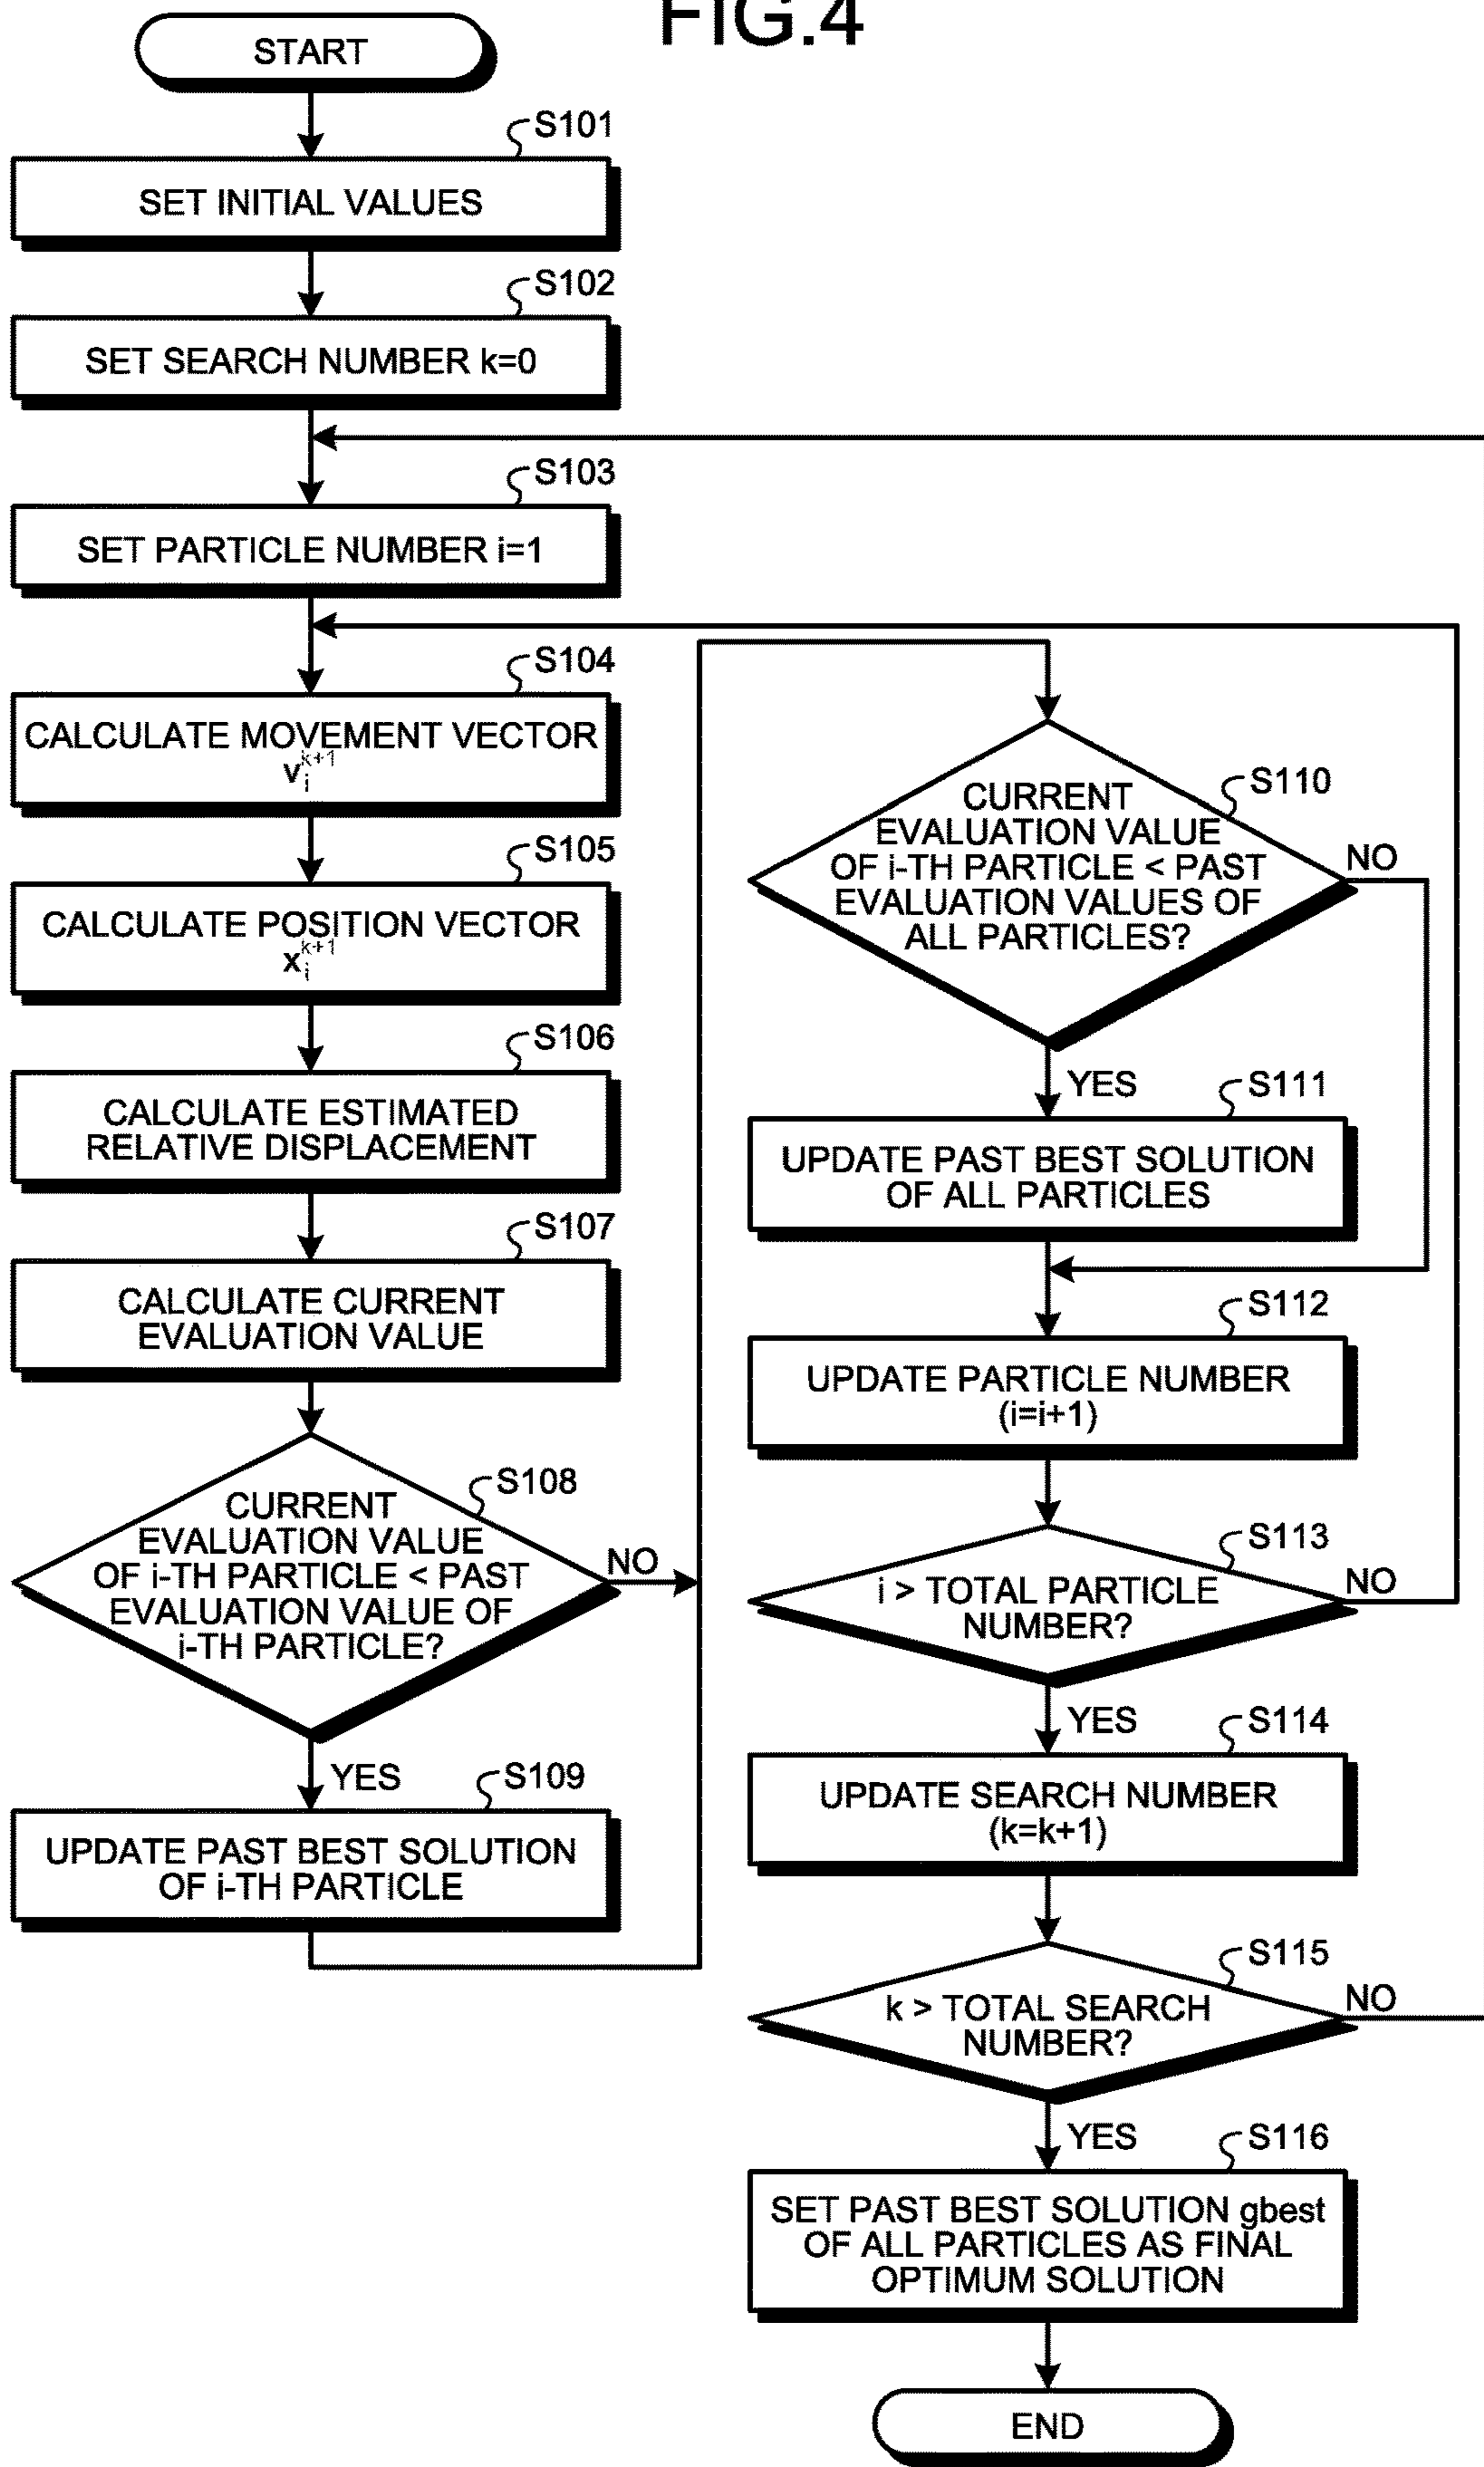 FIG.4
START
S101
SET INITIAL VALUES
S102
SET SEARCH NUMBER k=0
S103
SET PARTICLE NUMBER i=1
S104
CALCULATE MOVEMENT VECTOR
v_i^{k+1}
S105
CALCULATE POSITION VECTOR
x_i^{k+1}
S106
CALCULATE ESTIMATED
RELATIVE DISPLACEMENT
S107
CALCULATE CURRENT
EVALUATION VALUE
S108
CURRENT
EVALUATION VALUE
OF i-TH PARTICLE < PAST
EVALUATION VALUE OF
i-TH PARTICLE?
NO
YES
S109
UPDATE PAST BEST SOLUTION
OF i-TH PARTICLE
S110
CURRENT
EVALUATION VALUE
OF i-TH PARTICLE < PAST
EVALUATION VALUES OF
ALL PARTICLES?
NO
YES
S111
UPDATE PAST BEST SOLUTION
OF ALL PARTICLES
S112
UPDATE PARTICLE NUMBER
(i=i+1)
S113
i > TOTAL PARTICLE
NUMBER?
NO
YES
S114
UPDATE SEARCH NUMBER
(k=k+1)
S115
k > TOTAL SEARCH
NUMBER?
NO
YES
S116
SET PAST BEST SOLUTION gbest
OF ALL PARTICLES AS FINAL
OPTIMUM SOLUTION
END